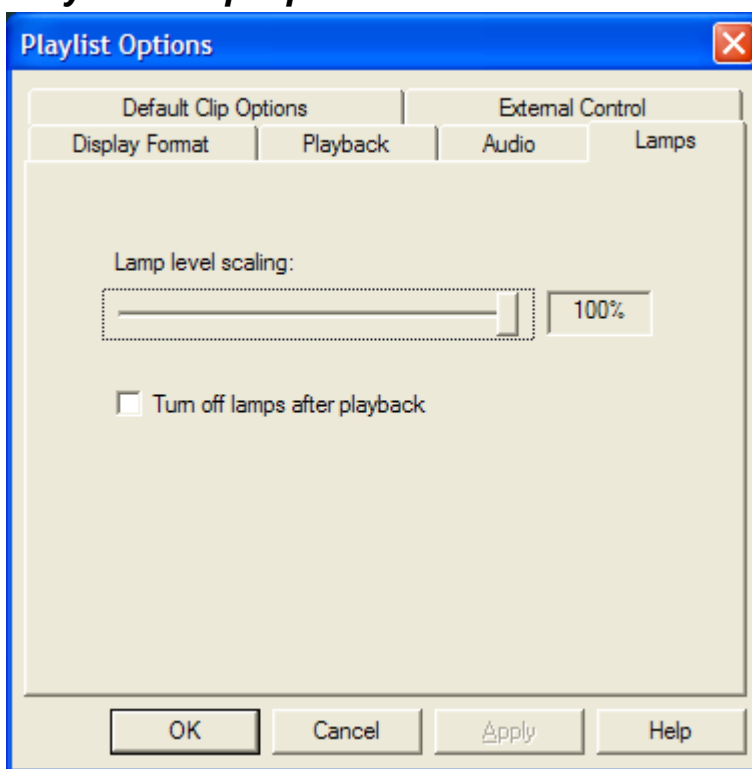 Playlist Options
Default Clip Options External Control
Display Format Playback Audio Lamps
Lamp level scaling:
100%
Turn off lamps after playback
OK Cancel Apply Help